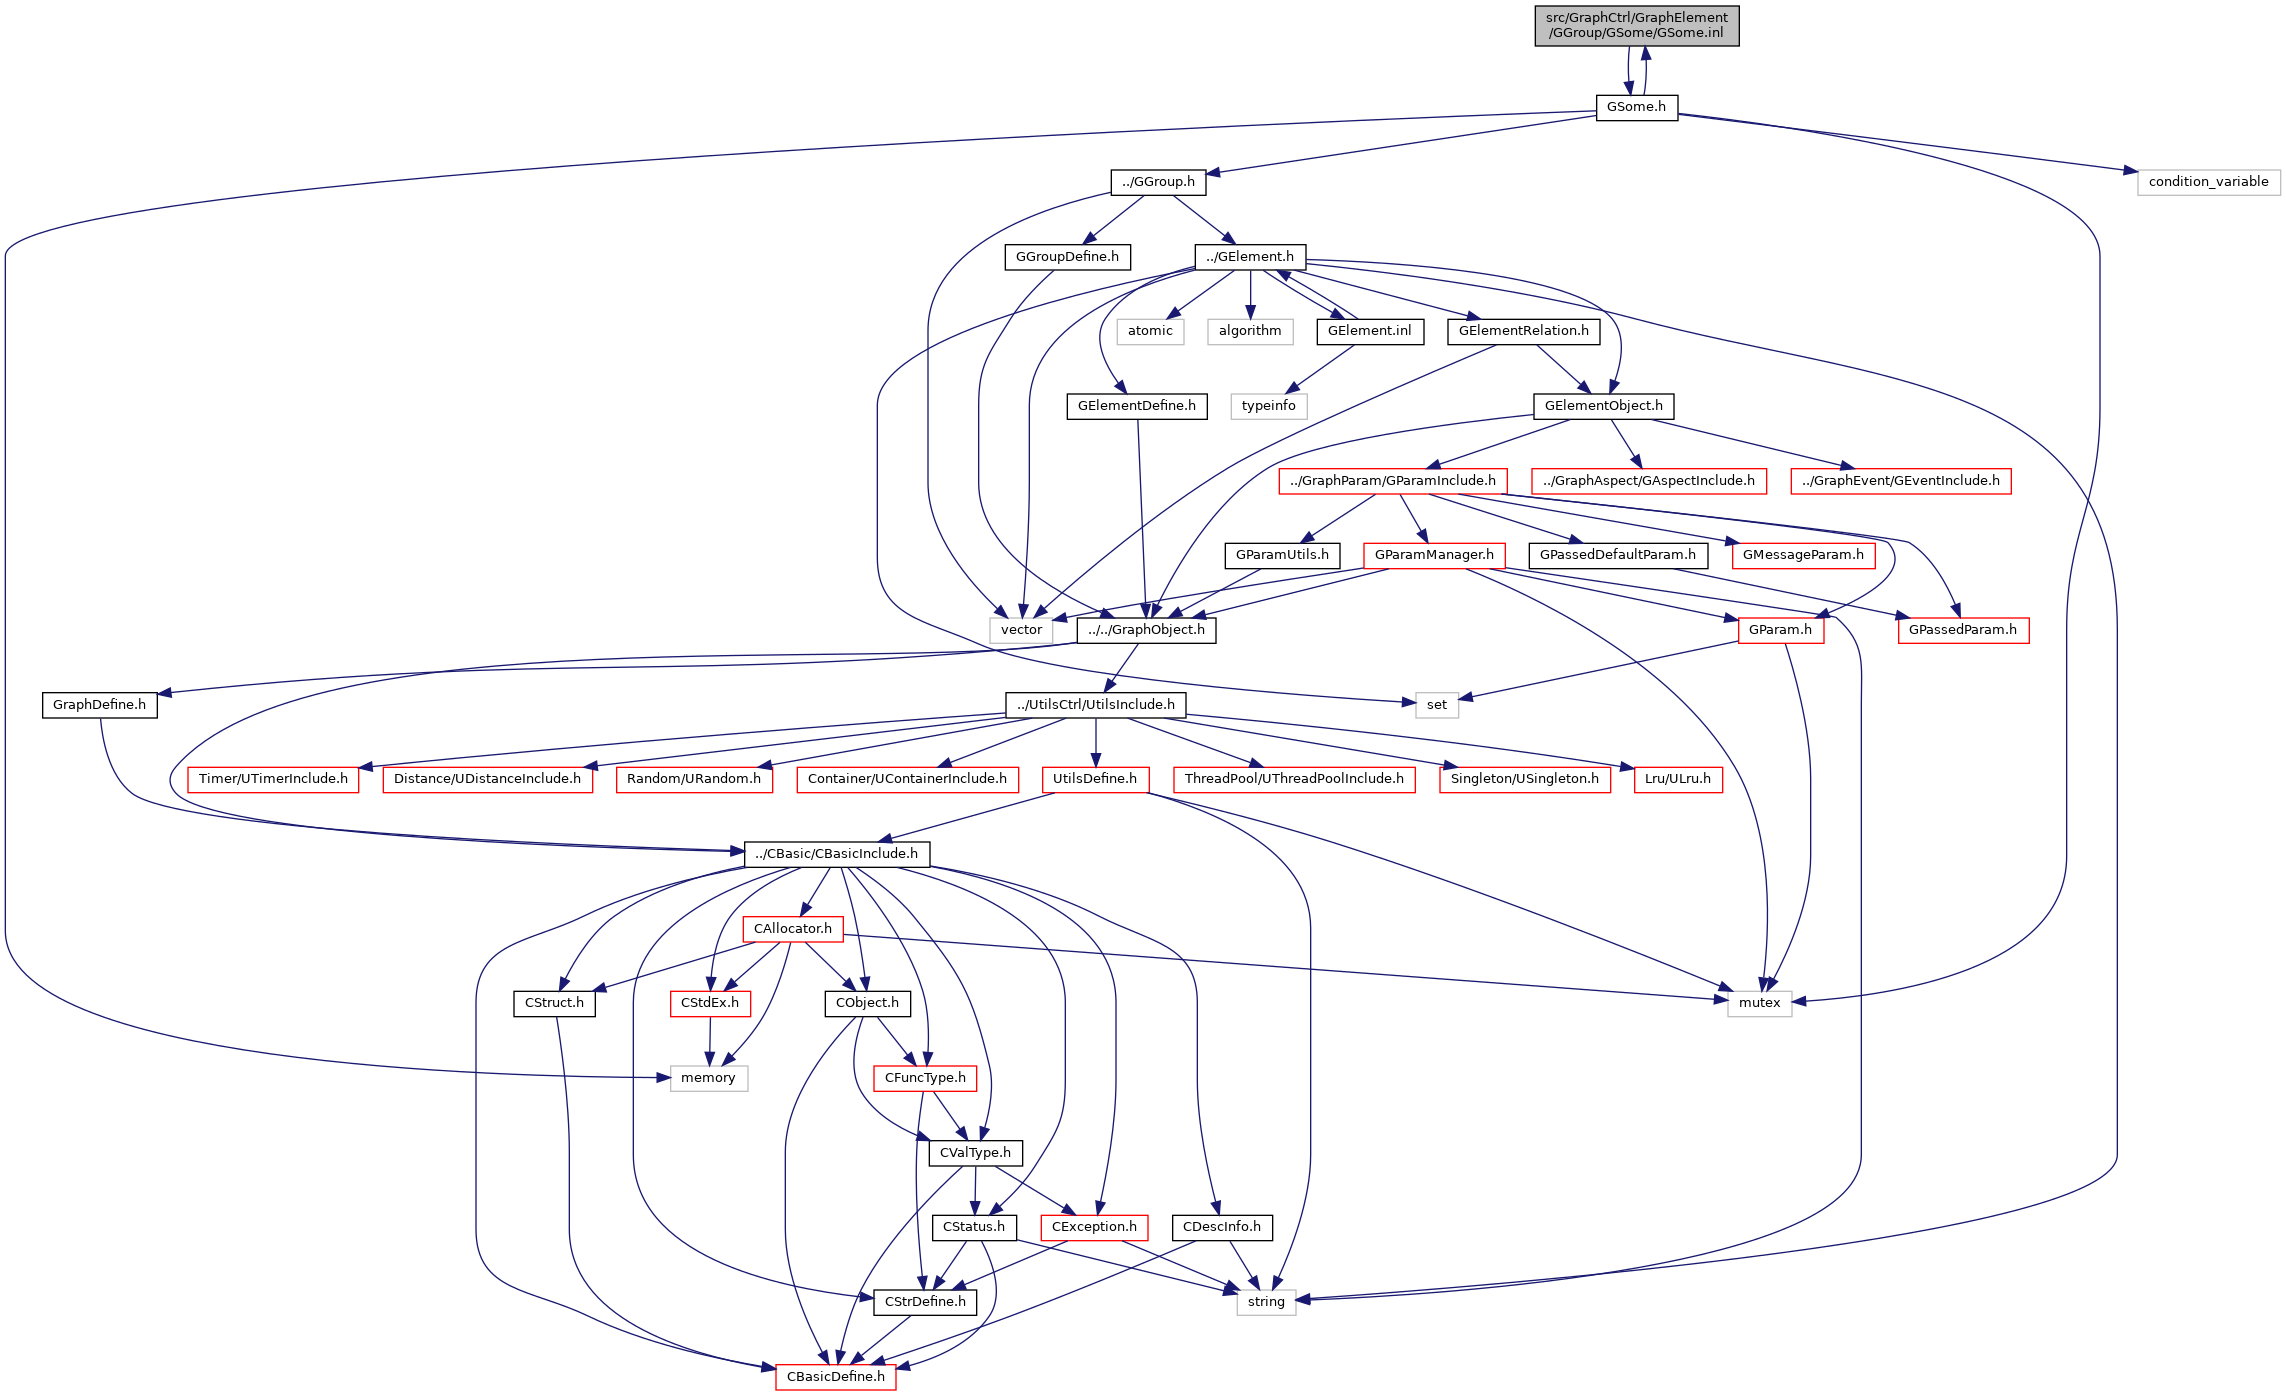 src/GraphCtrl/GraphElement
/GGroup/GSome/GSome.inl
GSome.h
../GGroup.h
condition_variable
GGroupDefine.h
../GElement.h
atomic
algorithm
GElement.inl
GElementRelation.h
GElementDefine.h
typeinfo
GElementObject.h
../GraphParam/GParamInclude.h
../GraphAspect/GAspectInclude.h
../GraphEvent/GEventInclude.h
GParamUtils.h
GParamManager.h
GPassedDefaultParam.h
GMessageParam.h
vector
../../GraphObject.h
GParam.h
GPassedParam.h
GraphDefine.h
../UtilsCtrl/UtilsInclude.h
set
Timer/UTimerInclude.h
Distance/UDistanceInclude.h
Random/URandom.h
Container/UContainerInclude.h
UtilsDefine.h
ThreadPool/UThreadPoolInclude.h
Singleton/USingleton.h
Lru/ULru.h
../CBasic/CBasicInclude.h
CAllocator.h
CStruct.h
CStdEx.h
CObject.h
mutex
memory
CFuncType.h
CValType.h
CStatus.h
CException.h
CDescInfo.h
CStrDefine.h
string
CBasicDefine.h